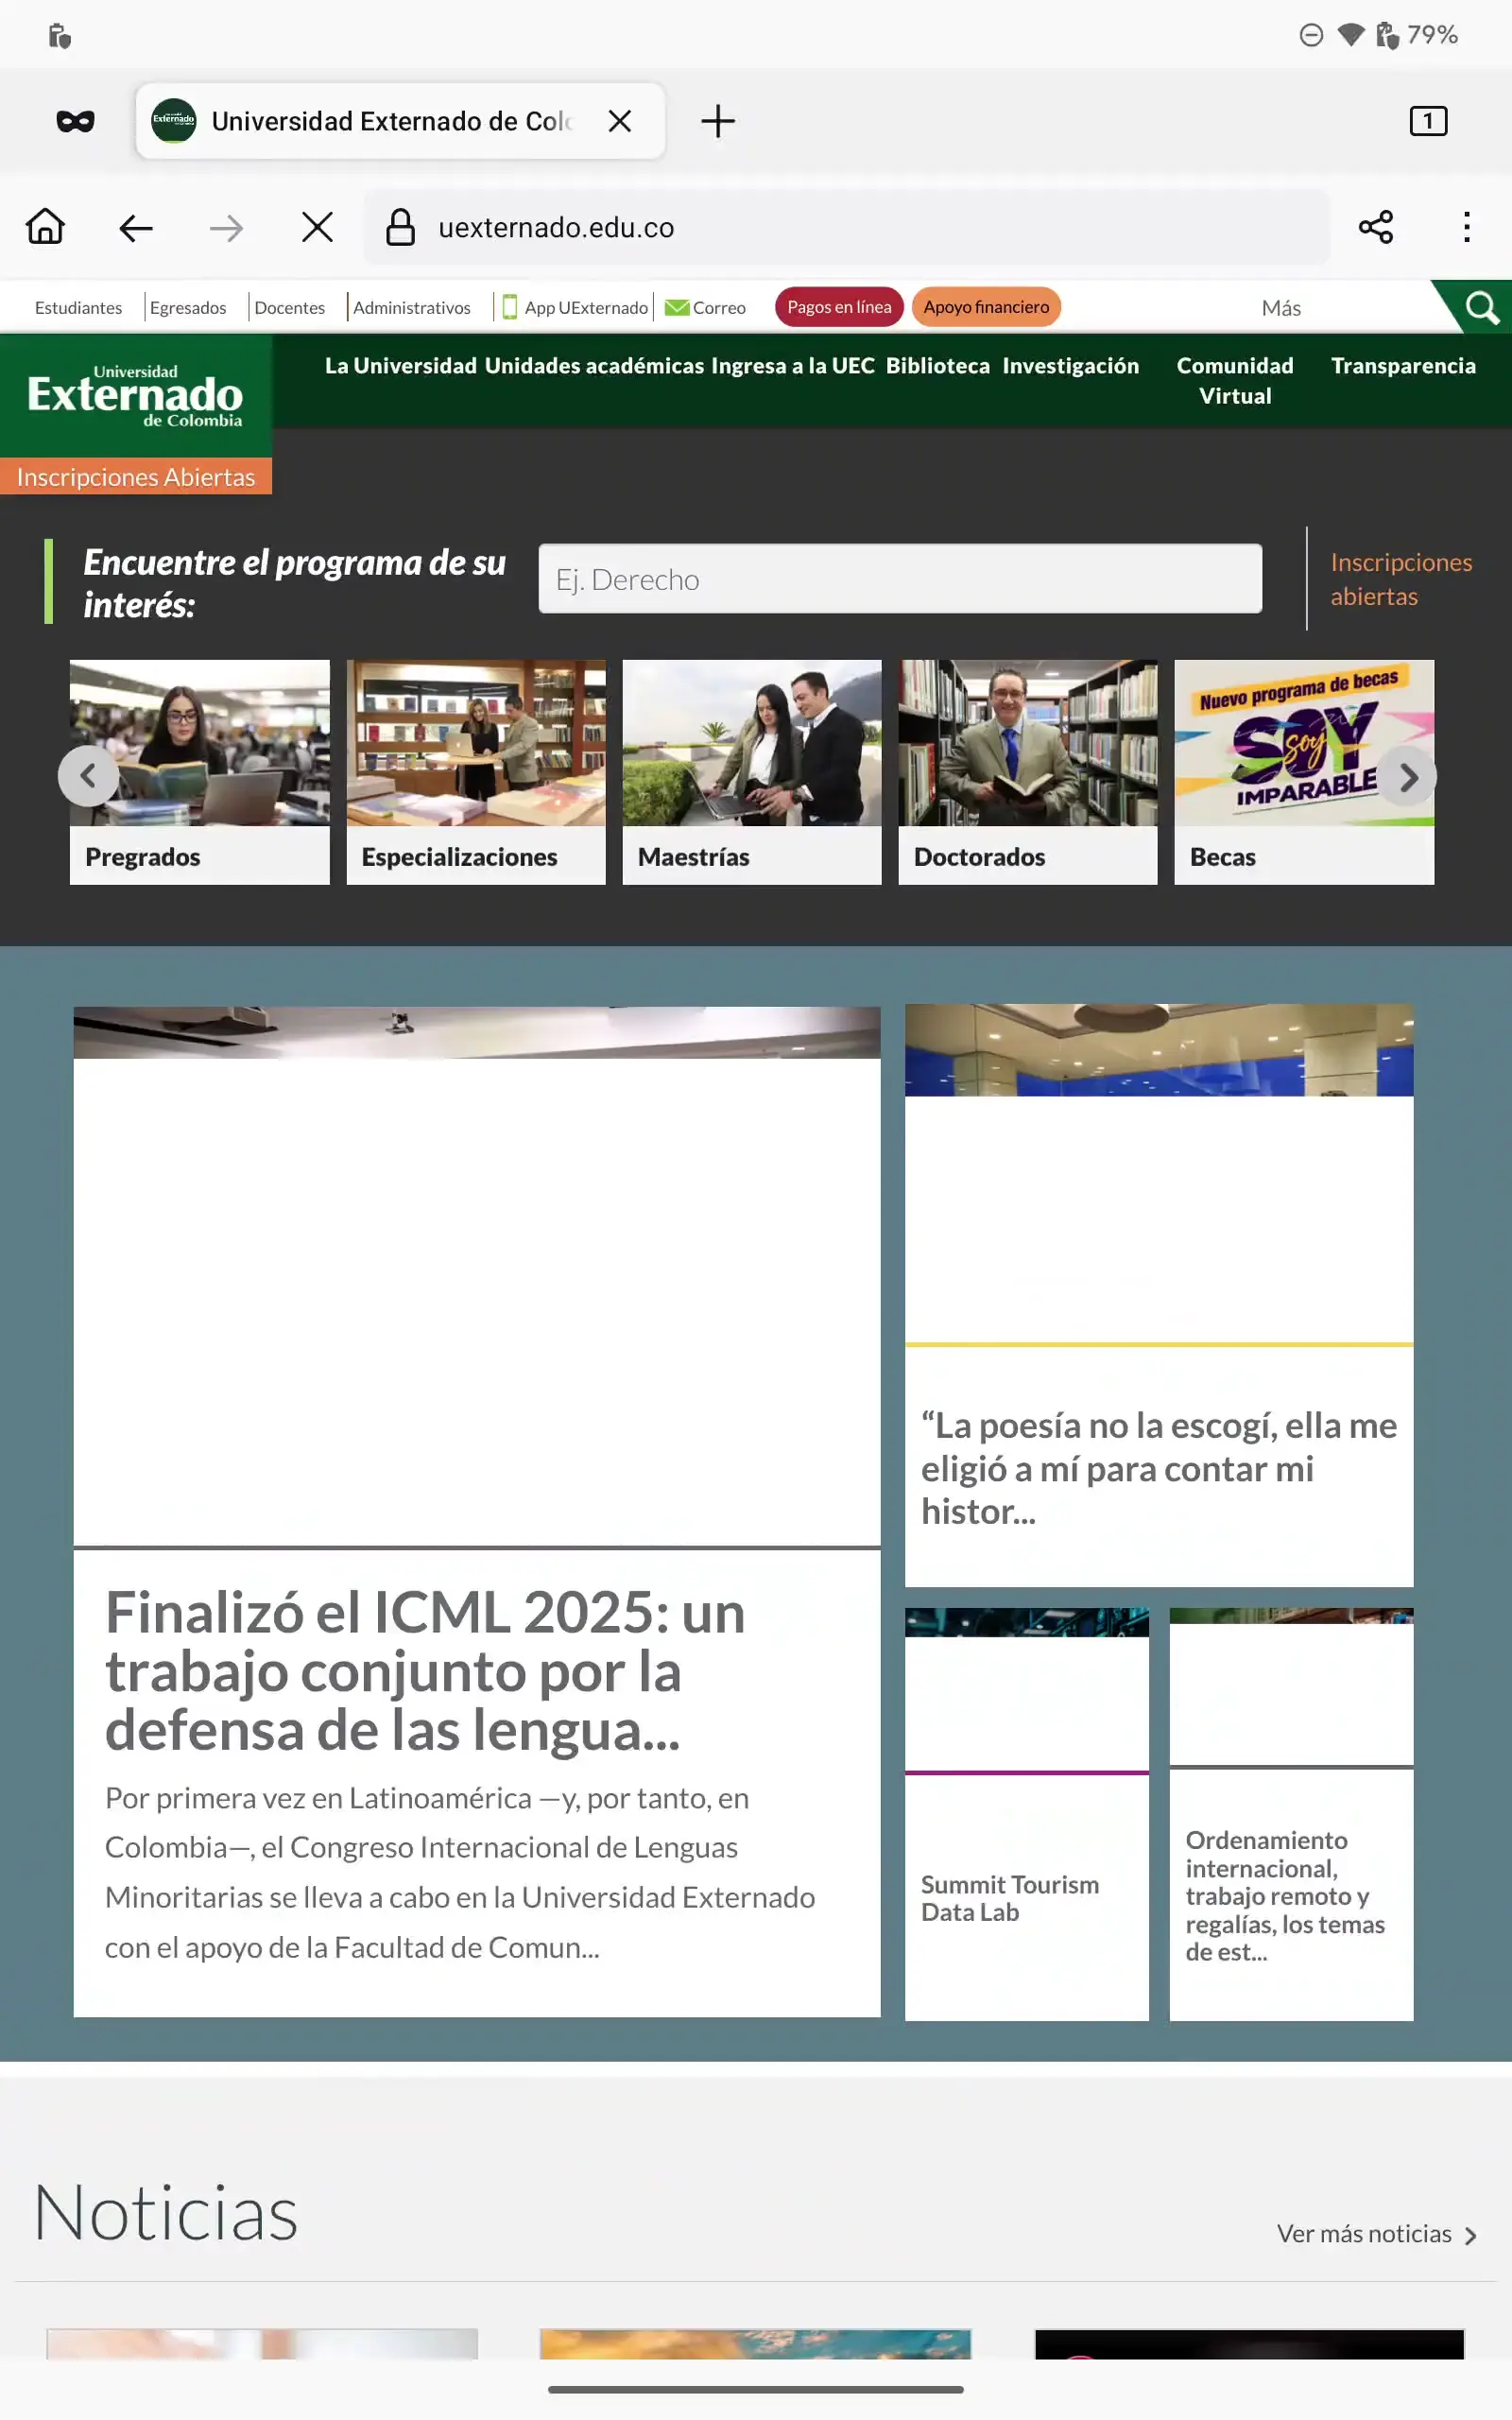 79%
Universidad Externado de Col
1
uexternado.edu.co
Estudiantes
Egresados
Docentes
Administrativos
App UExternado
Correo
Pagos en línea
Apoyo financiero
Más
Universidad
Externado
de Colombia
La Universidad
Unidades académicas
Ingresa a la UEC
Biblioteca
Investigación
Comunidad
Virtual
Transparencia
Inscripciones Abiertas
Encuentre el programa de su
interés:
Ej. Derecho
Inscripciones
abiertas
Nuevo programa de becas
SOY
soy
IMPARABLE
Pregrados
Especializaciones
Maestrías
Doctorados
Becas
“La poesía no la escogí, ella me
eligió a mí para contar mi
histor...
Finalizó el ICML 2025: un
trabajo conjunto por la
defensa de las lengua...
Por primera vez en Latinoamérica —y, por tanto, en
Colombia—, el Congreso Internacional de Lenguas
Minoritarias se lleva a cabo en la Universidad Externado
con el apoyo de la Facultad de Comun...
Summit Tourism
Data Lab
Ordenamiento
internacional,
trabajo remoto y
regalías, los temas
de est...
Noticias
Ver más noticias